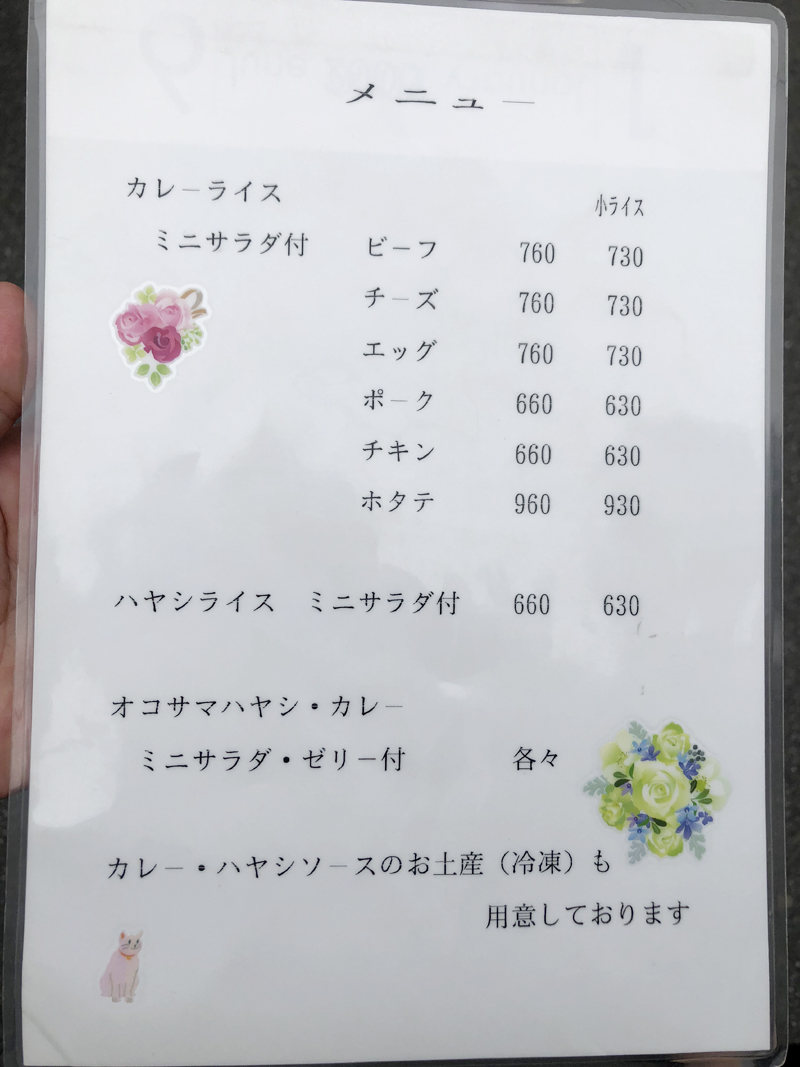 メニュー
カレーライス
小ライス
ミニサラダ付 ビーフ 760 730
チーズ 760 730
エッグ 760 730
ポーク 660 630
チキン 660 630
ホタテ 960 930
ハヤシライス ミニサラダ付 660 630
オコサマハヤシ・カレー
ミニサラダ・ゼリー付 各々
カレー・ハヤシソースのお土産（冷凍）も
用意しております